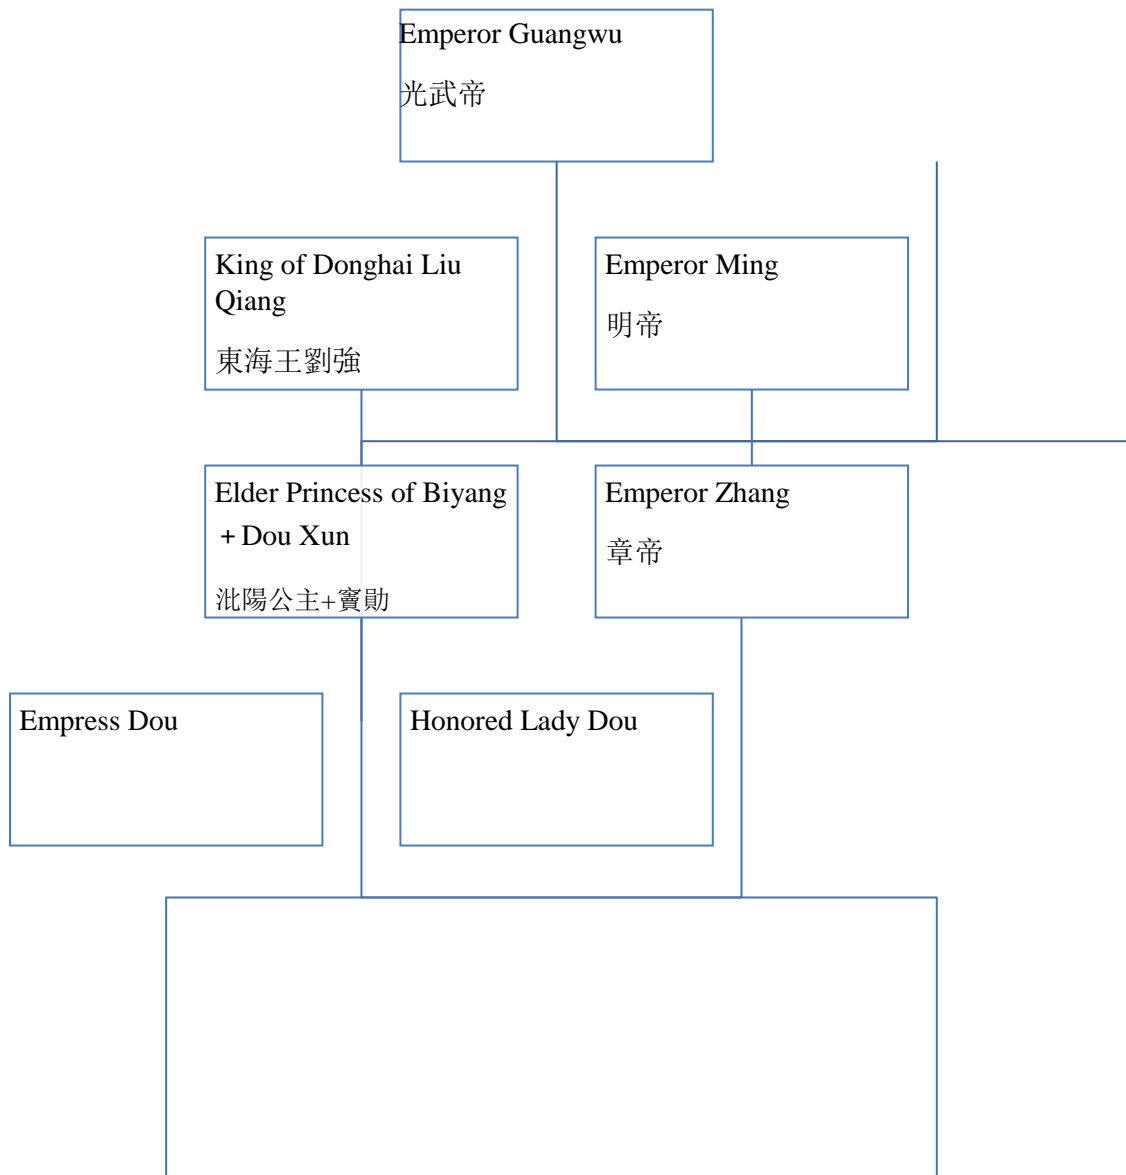 Emperor Guangwu
光武帝
King of Donghai Liu
Qiang
東海王劉強
Emperor Ming
明帝
Elder Princess of Biyang
+ Dou Xun
沘陽公主+竇勛
Emperor Zhang
章帝
Empress Dou
Honored Lady Dou